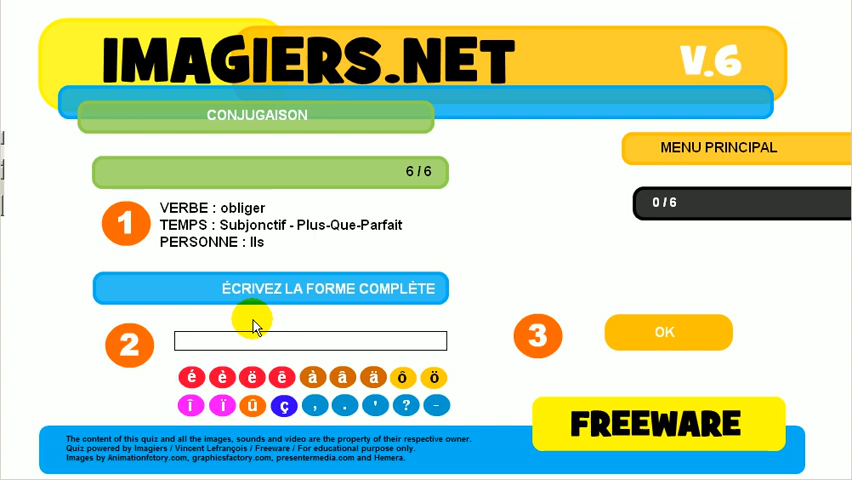 IMAGIERS.NET
V.6
CONJUGAISON
MENU PRINCIPAL
6 / 6
0 / 6
1
VERBE : obliger
TEMPS : Subjonctif - Plus-Que-Parfait
PERSONNE : Ils
ÉCRIVEZ LA FORME COMPLÈTE
2
3
OK
é è ë ē à â ä ô ö
î ï û ç , . ' ? -
FREEWARE
The content of this quiz and all the images, sounds and video are the property of their respective owner.
Quiz powered by Imagiers / Vincent Lefrançois / Freeware / For educational purpose only.
Images by Animationfctory.com, graphicsfactory.com, presentermedia.com and Hemera.